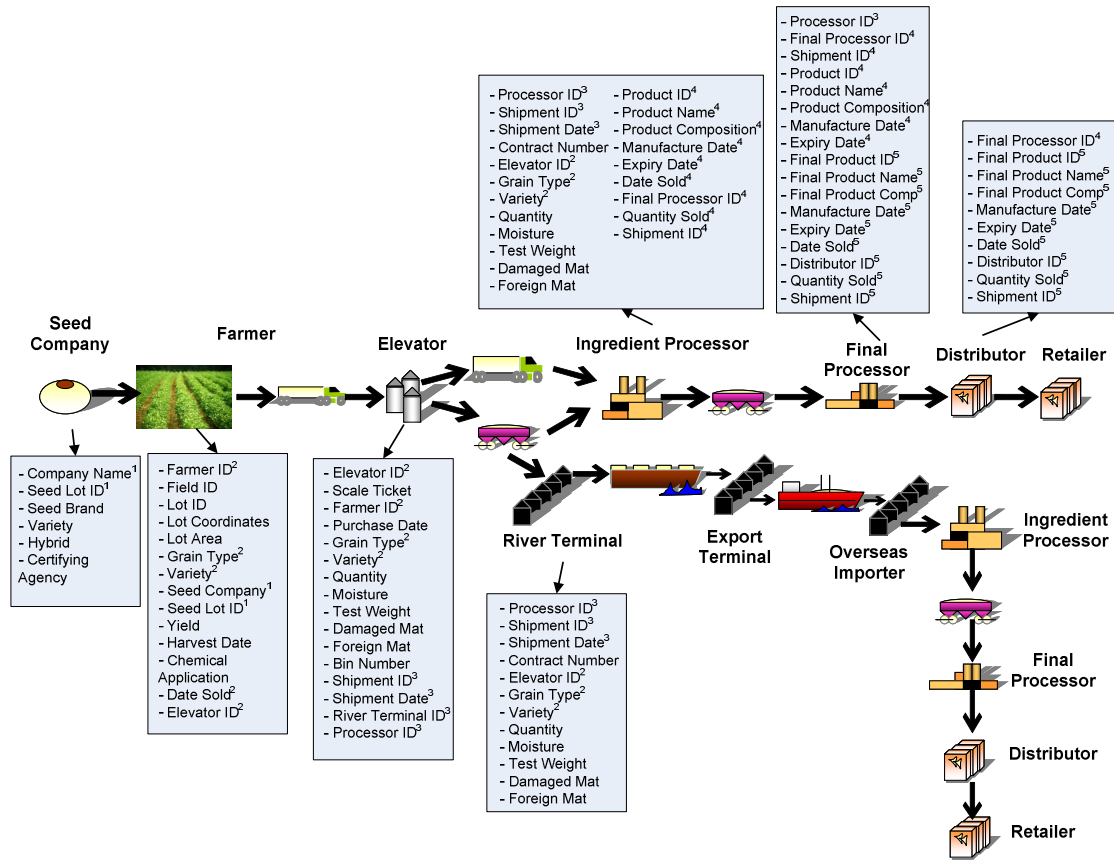 - Processor ID³
- Final Processor ID⁴
- Shipment ID⁴
- Product ID⁴
- Product Name⁴
- Product Composition⁴
- Manufacture Date⁴
- Expiry Date⁴
- Final Product ID⁵
- Final Product Name⁵
- Final Product Comp⁵
- Manufacture Date⁵
- Expiry Date⁵
- Date Sold⁵
- Distributor ID⁵
- Quantity Sold⁵
- Shipment ID⁵
- Processor ID³
- Shipment ID³
- Shipment Date³
- Contract Number
- Elevator ID²
- Grain Type²
- Variety²
- Quantity
- Moisture
- Test Weight
- Damaged Mat
- Foreign Mat
- Product ID⁴
- Product Name⁴
- Product Composition⁴
- Manufacture Date⁴
- Expiry Date⁴
- Date Sold⁴
- Final Processor ID⁴
- Quantity Sold⁴
- Shipment ID⁴
- Final Processor ID⁴
- Final Product ID⁵
- Final Product Name⁵
- Final Product Comp⁵
- Manufacture Date⁵
- Expiry Date⁵
- Date Sold⁵
- Distributor ID⁵
- Quantity Sold⁵
- Shipment ID⁵
Seed
Company
Farmer
Elevator
Ingredient Processor
Final
Processor
Distributor
Retailer
- Company Name¹
- Seed Lot ID¹
- Seed Brand
- Variety
- Hybrid
- Certifying
Agency
- Farmer ID²
- Field ID
- Lot ID
- Lot Coordinates
- Lot Area
- Grain Type²
- Variety²
- Seed Company¹
- Seed Lot ID¹
- Yield
- Harvest Date
- Chemical
Application
- Date Sold²
- Elevator ID²
- Elevator ID²
- Scale Ticket
- Farmer ID²
- Purchase Date
- Grain Type²
- Variety²
- Quantity
- Moisture
- Test Weight
- Damaged Mat
- Foreign Mat
- Bin Number
- Shipment ID³
- Shipment Date³
- River Terminal ID³
- Processor ID³
River Terminal
Export
Terminal
Overseas
Importer
Ingredient
Processor
- Processor ID³
- Shipment ID³
- Shipment Date³
- Contract Number
- Elevator ID²
- Grain Type²
- Variety²
- Quantity
- Moisture
- Test Weight
- Damaged Mat
- Foreign Mat
Final
Processor
Distributor
Retailer